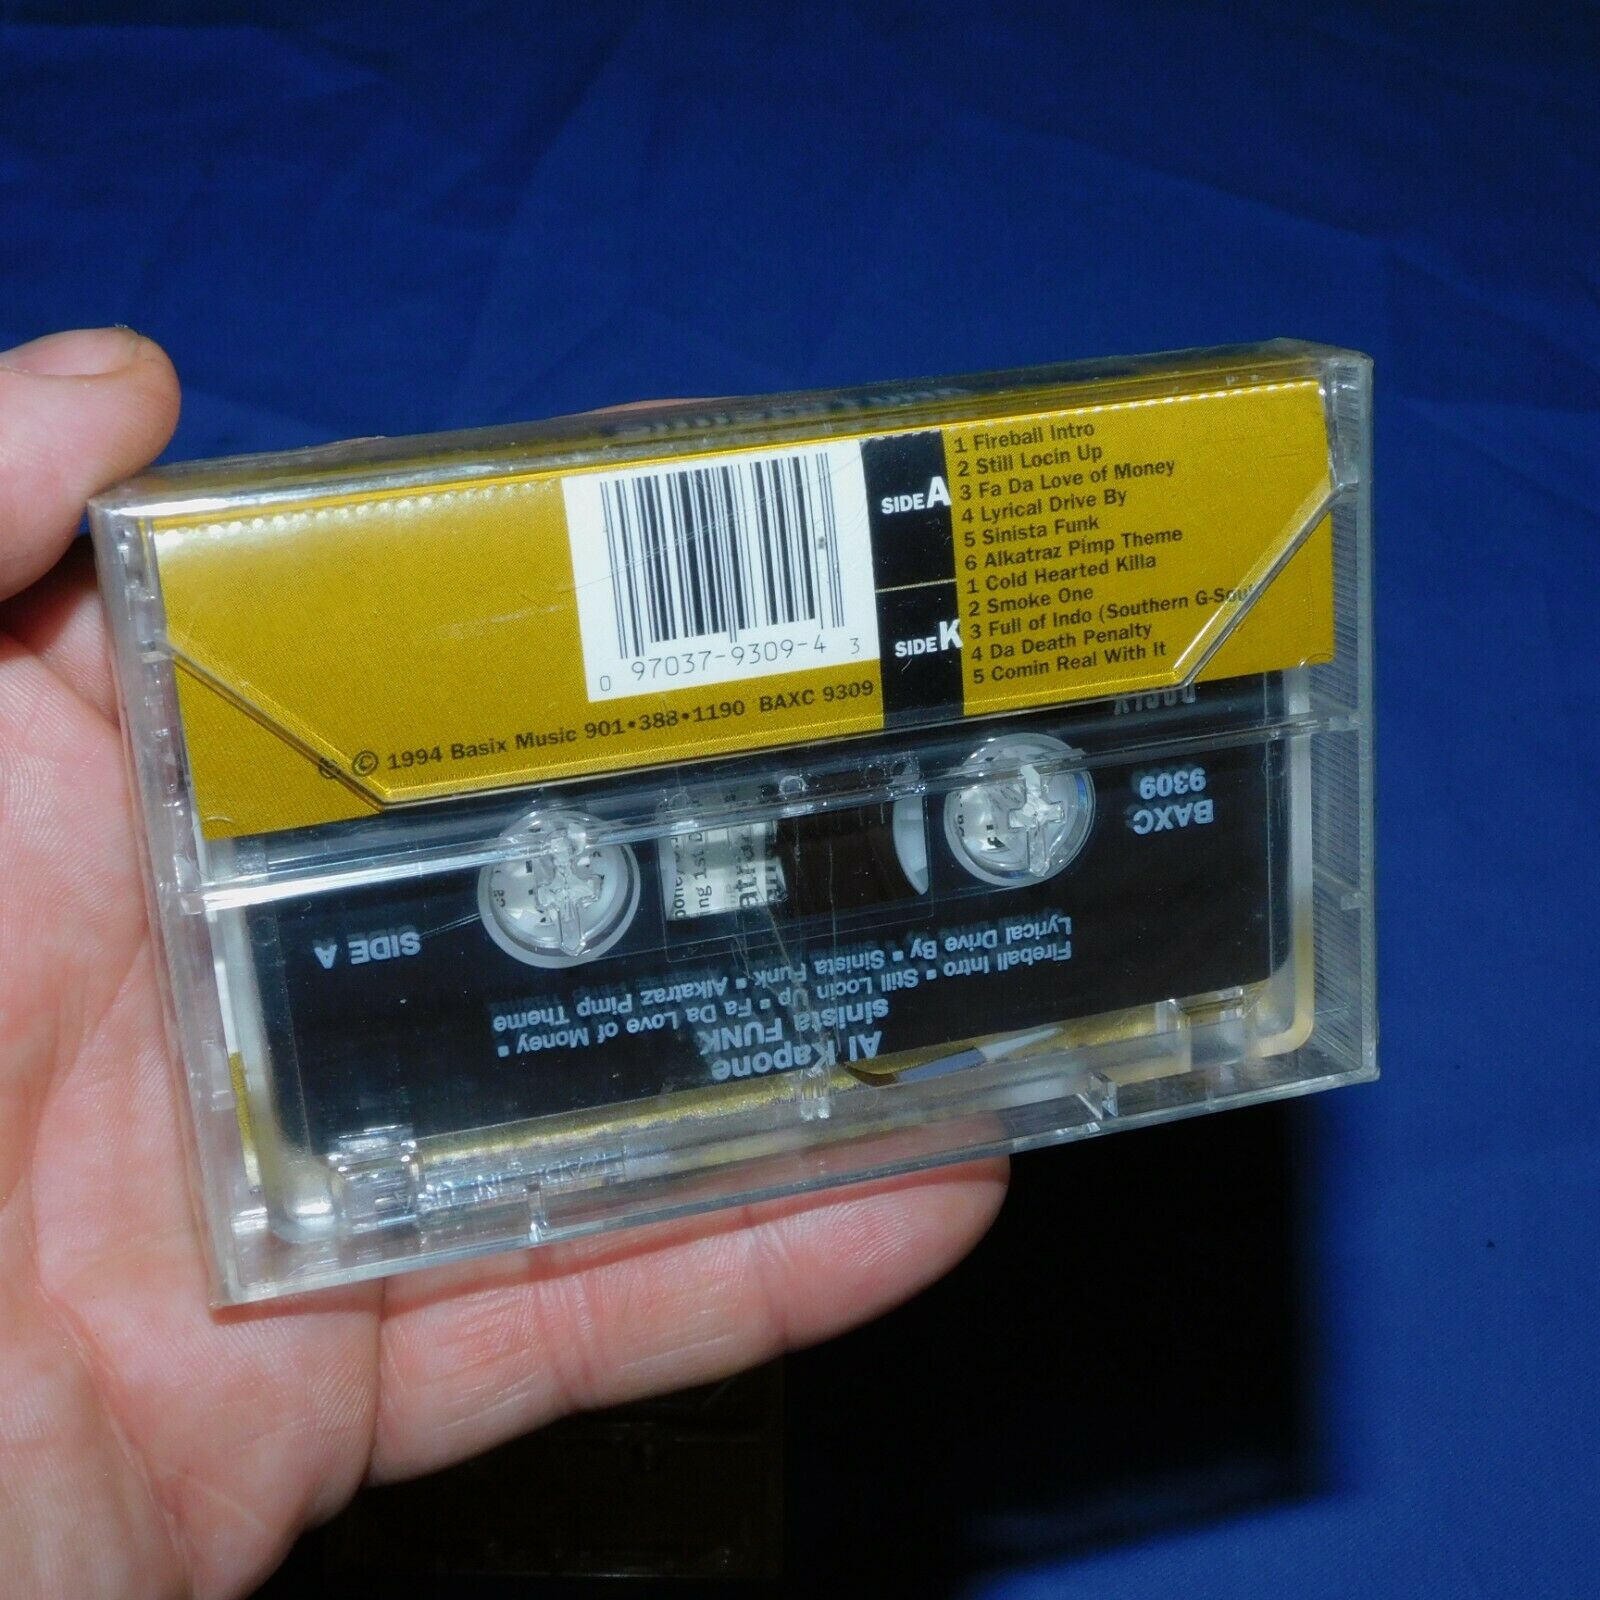 SIDE A
1 Fireball Intro
2 Still Locin Up
3 Fa Da Love of Money
4 Lyrical Drive By
5 Sinista Funk
6 Alkatraz Pimp Theme
SIDE K
1 Cold Hearted Killa
2 Smoke One
3 Full of Indo (Southern G-Soul
4 Da Death Penalty
5 Comin Real With It
0 97037-9309-4 3
℗ © 1994 Basix Music 901•388•1190 BAXC 9309
Al Kapone
sinista FUNK
Fireball Intro ▪ Still Locin Up ▪ Fa Da Love of Money ▪
Lyrical Drive By ▪ Sinista Funk ▪ Alkatraz Pimp Theme
SIDE A
BAXC
9309